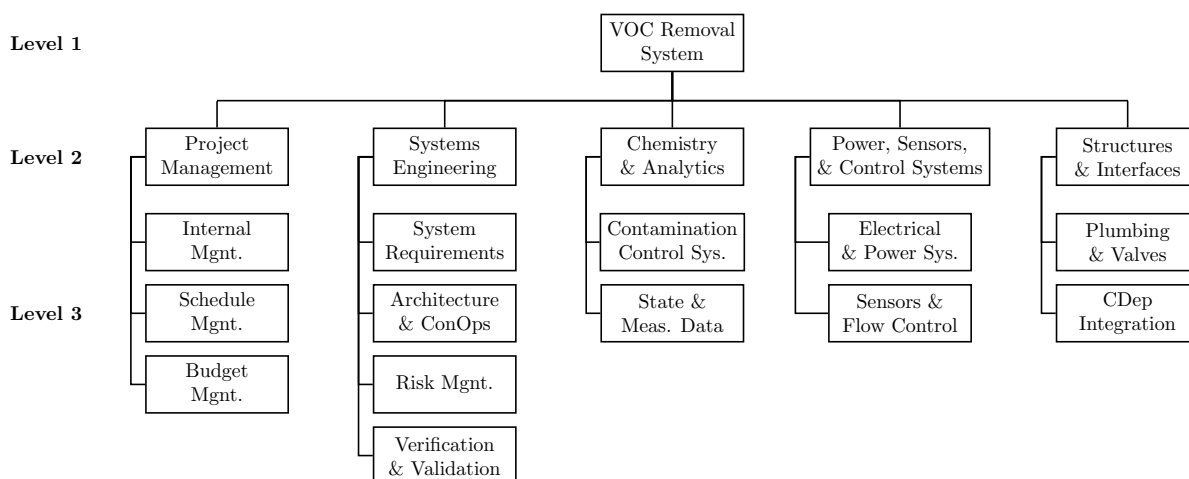 Level 1
VOC Removal
System
Level 2
Project
Management
Systems
Engineering
Chemistry
& Analytics
Power, Sensors,
& Control Systems
Structures
& Interfaces
Level 3
Internal
Mgnt.
Schedule
Mgnt.
Budget
Mgnt.
System
Requirements
Architecture
& ConOps
Risk Mgnt.
Verification
& Validation
Contamination
Control Sys.
State &
Meas. Data
Electrical
& Power Sys.
Sensors &
Flow Control
Plumbing
& Valves
CDep
Integration